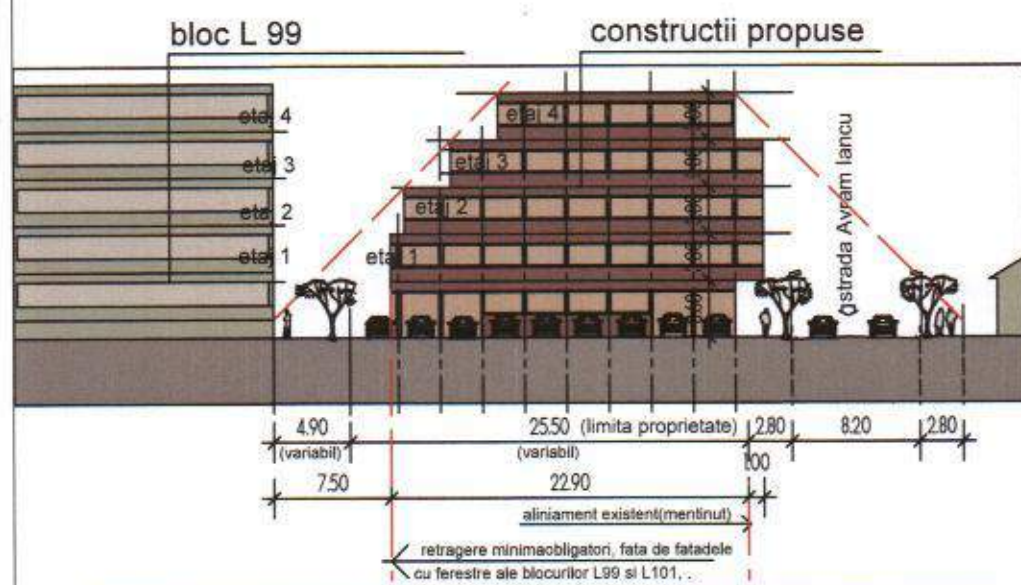 bloc L 99
constructii propuse
etaj 4
etaj 3
etaj 2
etaj 1
etaj 4
etaj 3
etaj 2
etaj 1
strada Avram Iancu
4.90
(variabil)
25.50 (limita proprietate)
(variabil)
2.80
8.20
2.80
1.00
7.50
22.90
aliniament existent(mentinut)
retragere minimaobligatori, fata de fatadele
cu ferestre ale blocurilor L99 si L101, .